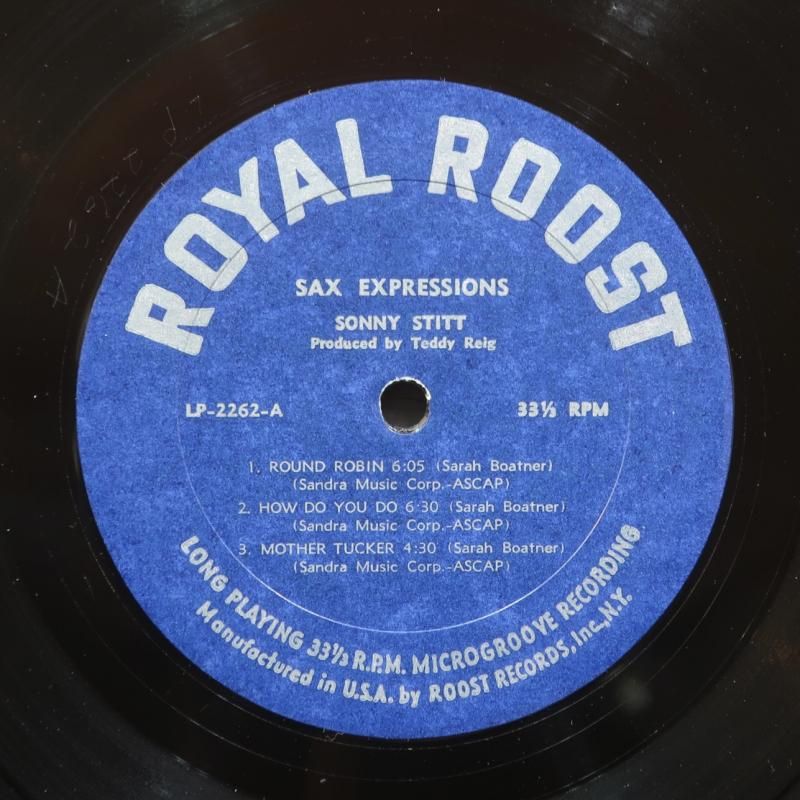 ROYAL ROOST
SAX EXPRESSIONS
SONNY STITT
Produced by Teddy Reig
LP-2262-A
33⅓ RPM
1. ROUND ROBIN 6:05 (Sarah Boatner)
(Sandra Music Corp.-ASCAP)
2. HOW DO YOU DO 6:30 (Sarah Boatner)
(Sandra Music Corp.-ASCAP)
3. MOTHER TUCKER 4:30 (Sarah Boatner)
(Sandra Music Corp.-ASCAP)
LONG PLAYING 33⅓ R.P.M. MICROGROOVE RECORDING
Manufactured in U.S.A. by ROOST RECORDS, Inc., N.Y.
LP 2262 A